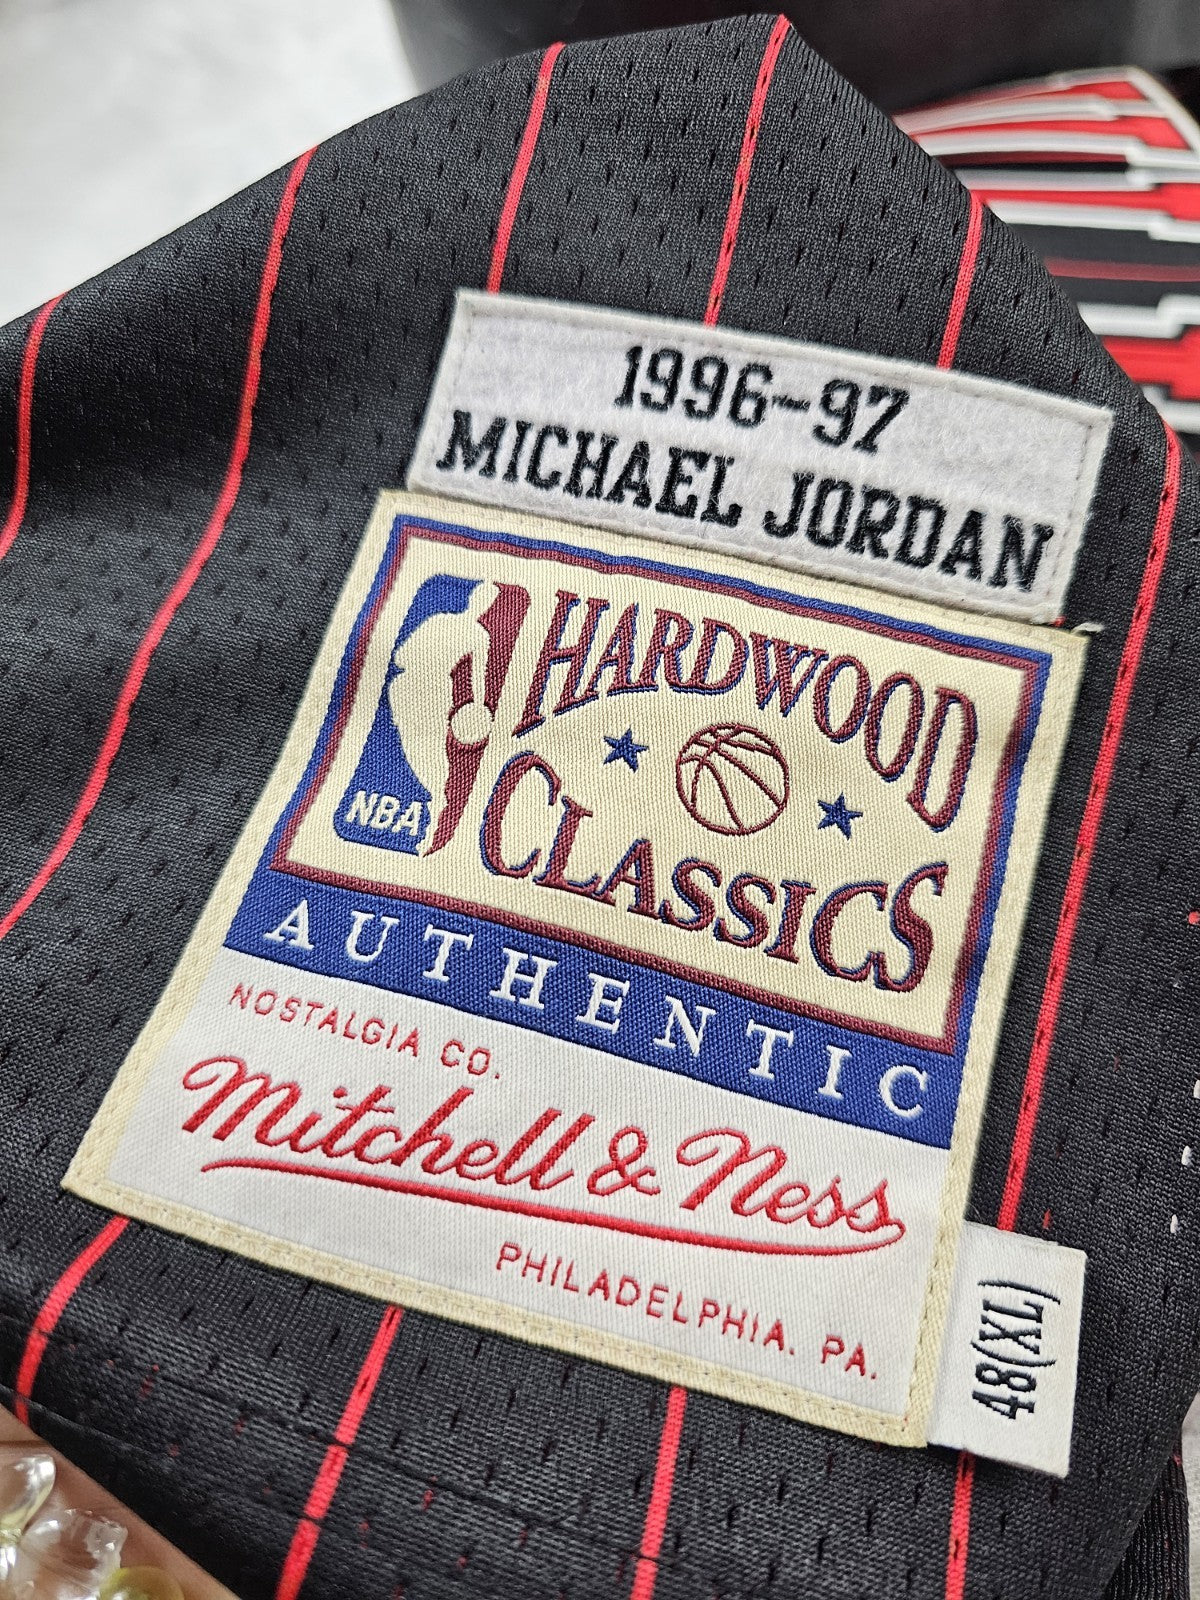 1996-97
MICHAEL JORDAN
HARDWOOD
CLASSICS
NBA
AUTHENTIC
NOSTALGIA CO.
Mitchell & Ness
PHILADELPHIA. PA.
48(XL)